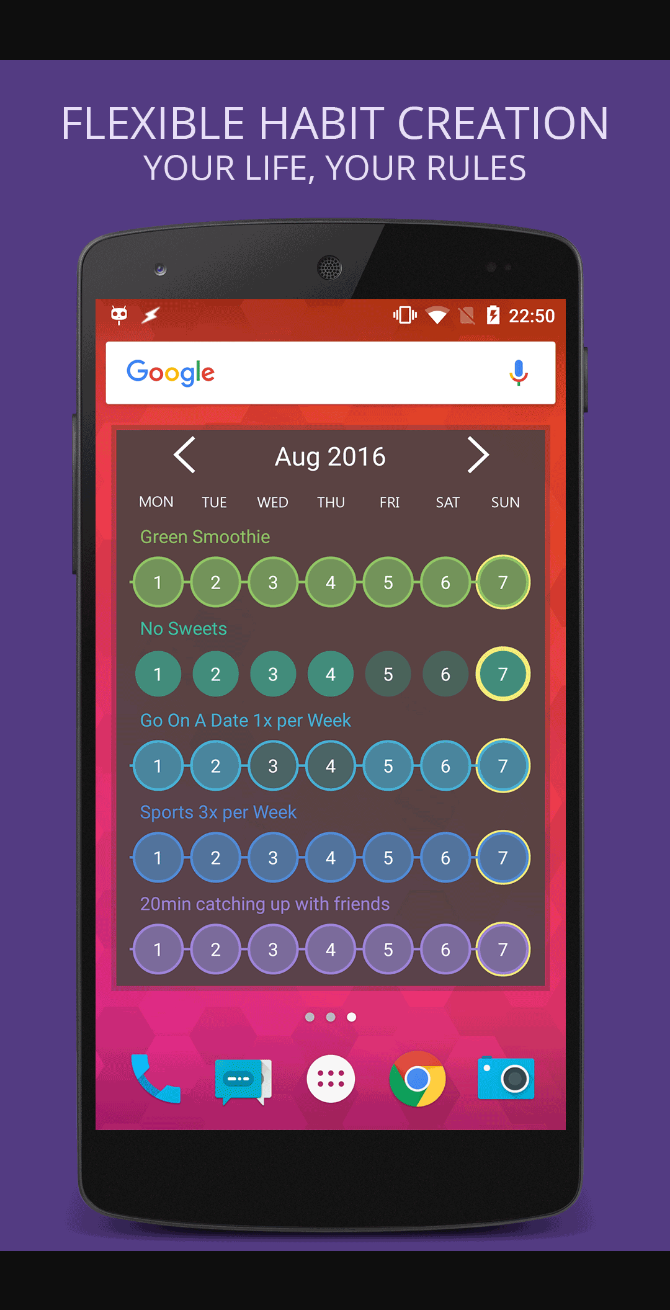 FLEXIBLE HABIT CREATION
YOUR LIFE, YOUR RULES
22:50
Google
Aug 2016
MON TUE WED THU FRI SAT SUN
Green Smoothie
1 2 3 4 5 6 7
No Sweets
1 2 3 4 5 6 7
Go On A Date 1x per Week
1 2 3 4 5 6 7
Sports 3x per Week
1 2 3 4 5 6 7
20min catching up with friends
1 2 3 4 5 6 7